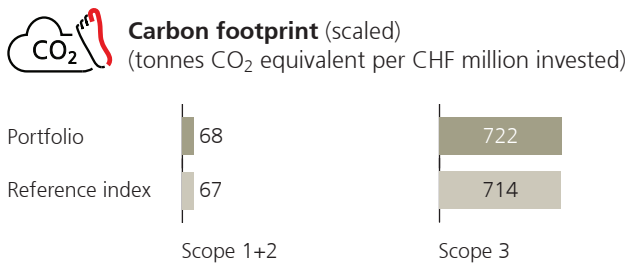 CO2
Carbon footprint (scaled)
(tonnes CO2 equivalent per CHF million invested)
Portfolio 68 722
Reference index 67 714
Scope 1+2 Scope 3